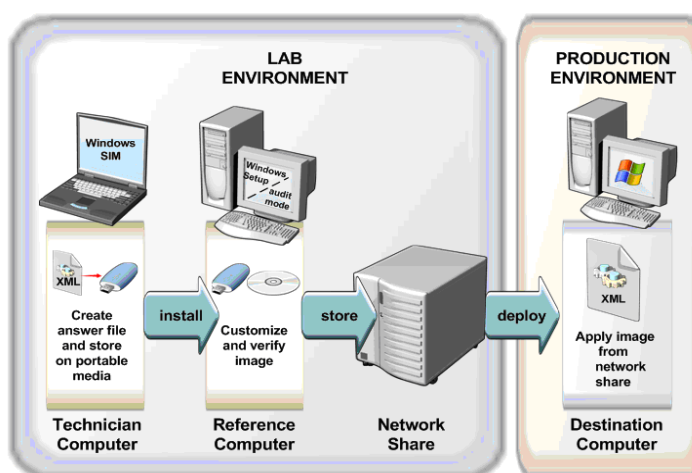 LAB
ENVIRONMENT
PRODUCTION
ENVIRONMENT
Windows
SIM
Windows
Setup
audit
mode
XML
Create
answer file
and store
on portable
media
install
Customize
and verify
image
store
deploy
XML
Apply image
from
network
share
Technician
Computer
Reference
Computer
Network
Share
Destination
Computer